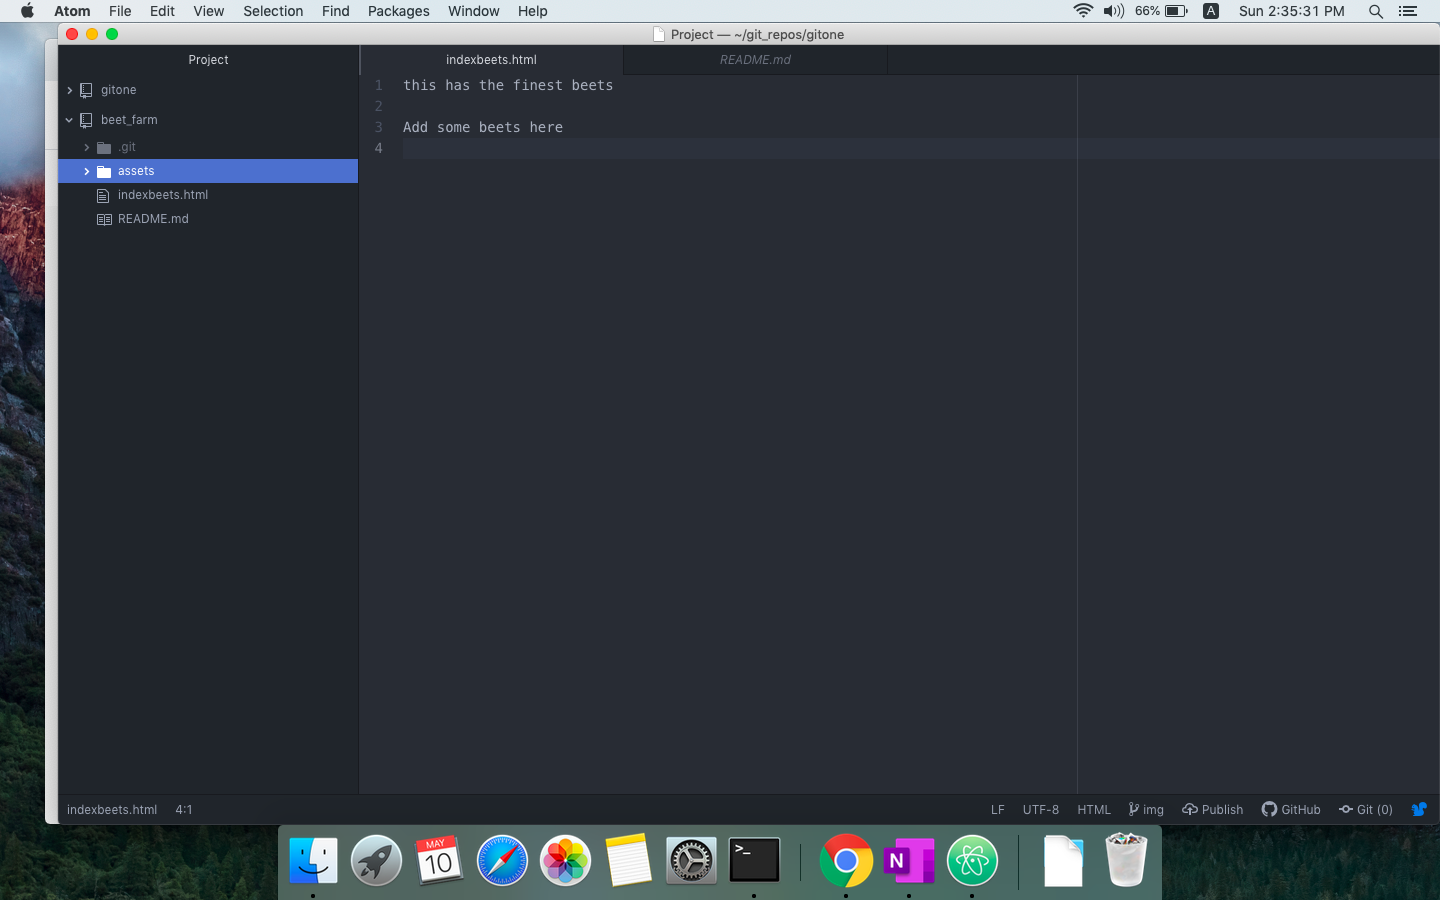 Atom File Edit View Selection Find Packages Window Help 66% A Sun 2:35:31 PM
Project — ~/git_repos/gitone
Project
indexbeets.html
README.md
gitone
beet_farm
.git
assets
indexbeets.html
README.md
1 this has the finest beets
2
3 Add some beets here
4
indexbeets.html 4:1 LF UTF-8 HTML img Publish GitHub Git (0)
MAY
10
>_
N